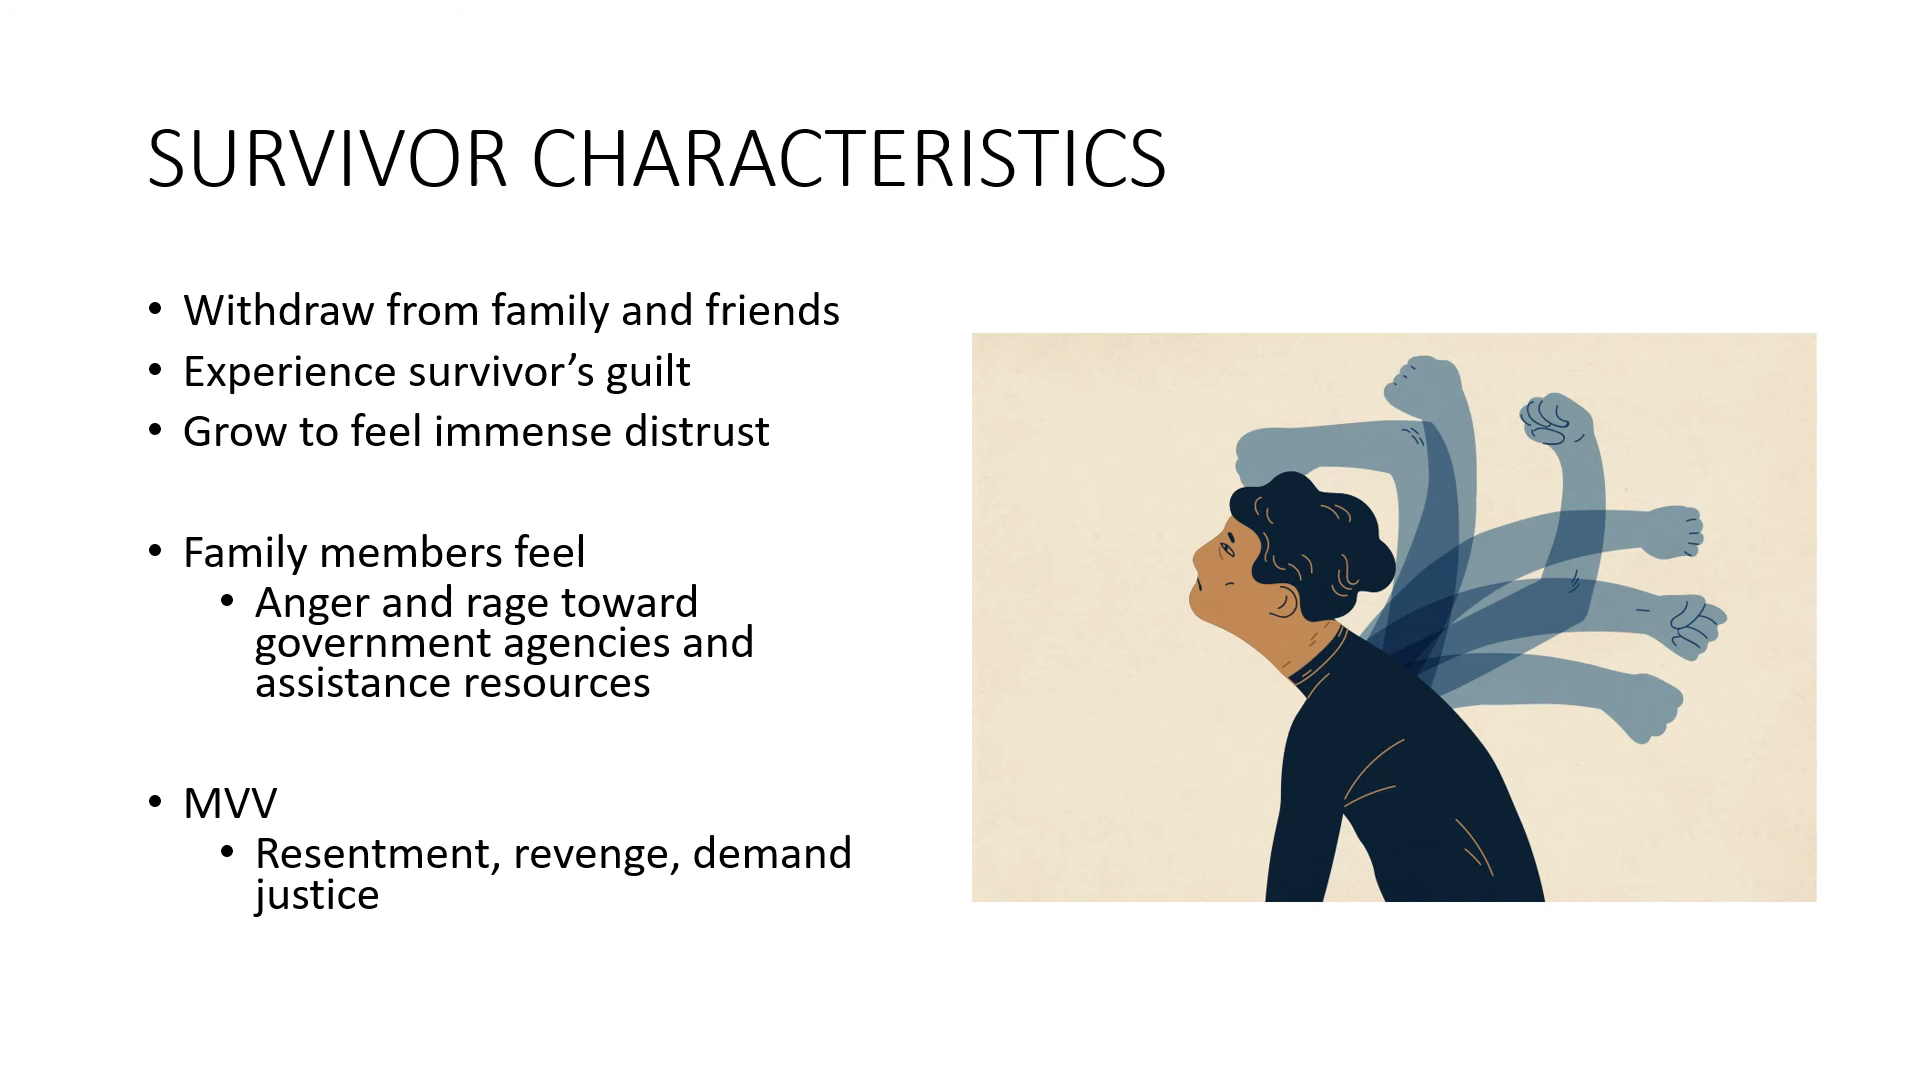 SURVIVOR CHARACTERISTICS
• Withdraw from family and friends
• Experience survivor’s guilt
• Grow to feel immense distrust
• Family members feel
• Anger and rage toward
government agencies and
assistance resources
• MVV
• Resentment, revenge, demand
justice